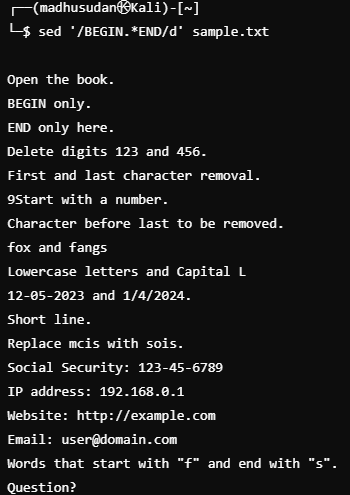 ┌──(madhusudan㉿Kali)-[~]
└─$ sed '/BEGIN.*END/d' sample.txt
Open the book.
BEGIN only.
END only here.
Delete digits 123 and 456.
First and last character removal.
9Start with a number.
Character before last to be removed.
fox and fangs
Lowercase letters and Capital L
12-05-2023 and 1/4/2024.
Short line.
Replace mcis with sois.
Social Security: 123-45-6789
IP address: 192.168.0.1
Website: http://example.com
Email: user@domain.com
Words that start with "f" and end with "s".
Question?